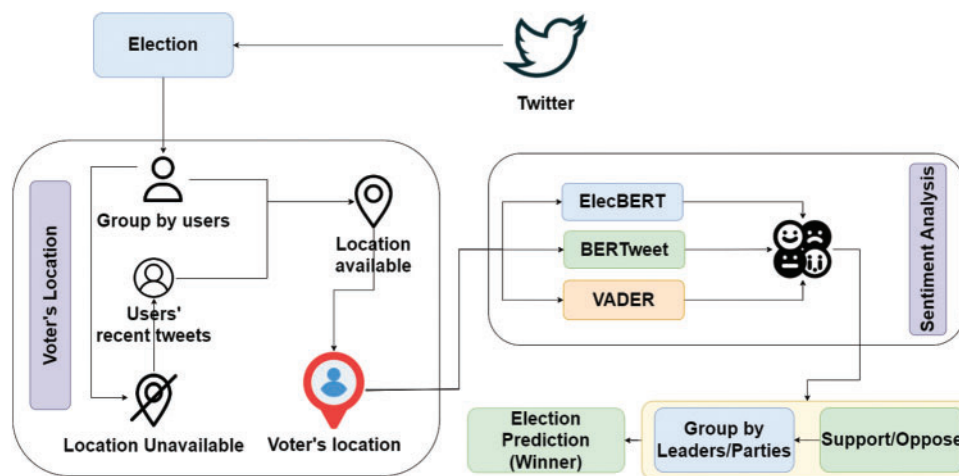 Election
Twitter
Voter's Location
Group by users
Location
available
Users'
recent tweets
Location Unavailable
Voter's location
ElecBERT
BERTweet
VADER
Sentiment Analysis
Election
Prediction
(Winner)
Group by
Leaders/Parties
Support/Oppose